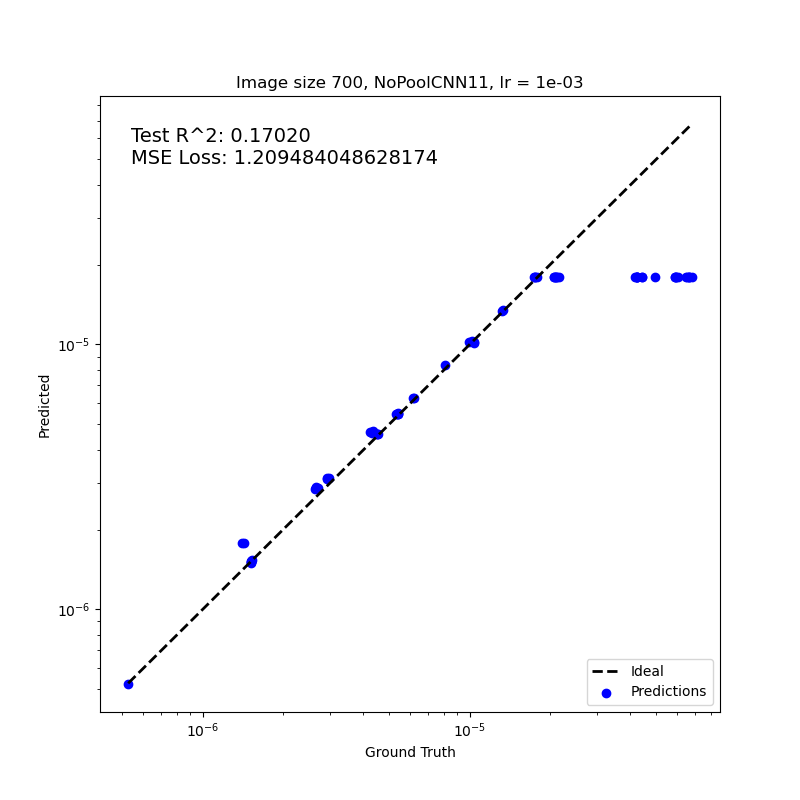 Image size 700, NoPoolCNN11, lr = 1e-03
Test R^2: 0.17020
MSE Loss: 1.209484048628174
10⁻⁵
10⁻⁶
Predicted
Ideal
Predictions
10⁻⁶ 10⁻⁵
Ground Truth